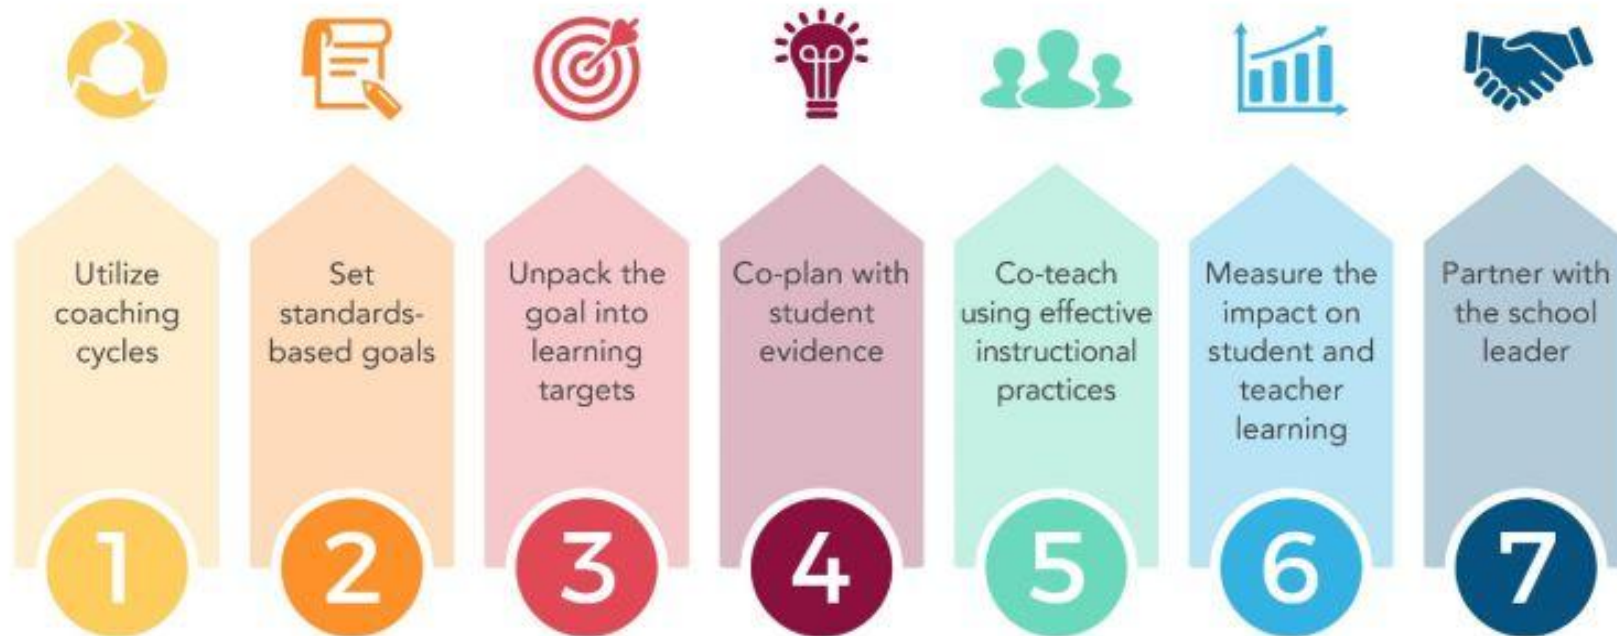 Utilize
coaching
cycles
1
Set
standards-
based goals
2
Unpack the
goal into
learning
targets
3
Co-plan with
student
evidence
4
Co-teach
using effective
instructional
practices
5
Measure the
impact on
student and
teacher
learning
6
Partner with
the school
leader
7